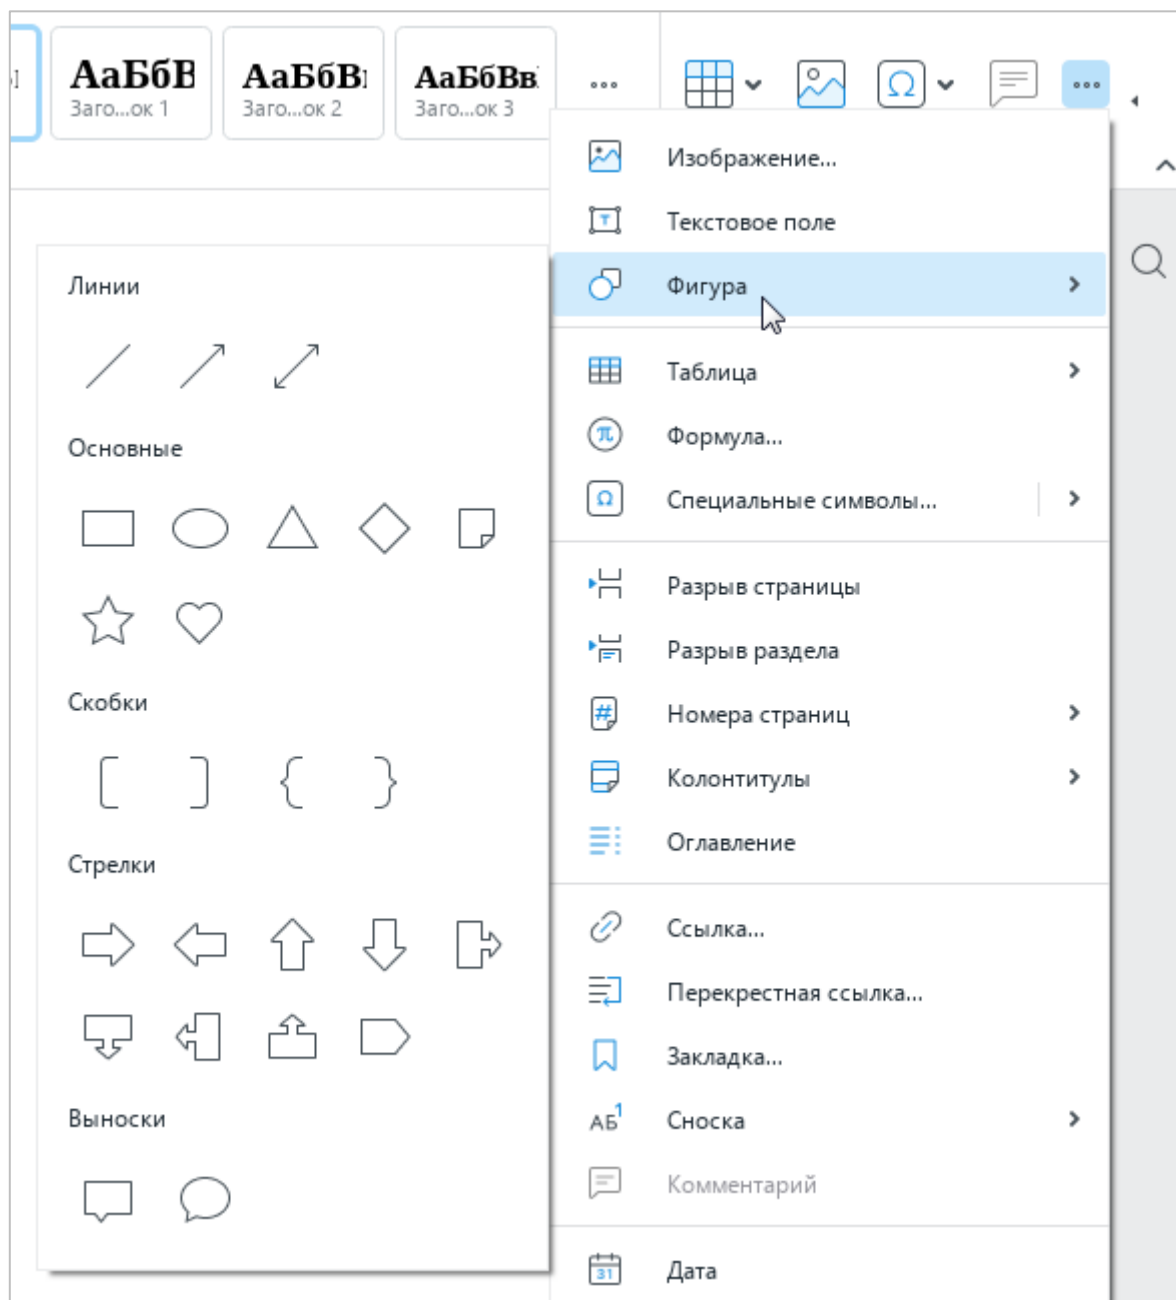 АаБбВ
Заго...ок 1
АаБбВ
Заго...ок 2
АаБбВв
Заго...ок 3
Ω
Изображение...
Текстовое поле
Фигура
Таблица
Формула...
Специальные символы...
Разрыв страницы
Разрыв раздела
Номера страниц
Колонтитулы
Оглавление
Ссылка...
Перекрестная ссылка...
Закладка...
АБ1
Сноска
Комментарий
31
Дата
Линии
Основные
Скобки
Стрелки
Выноски